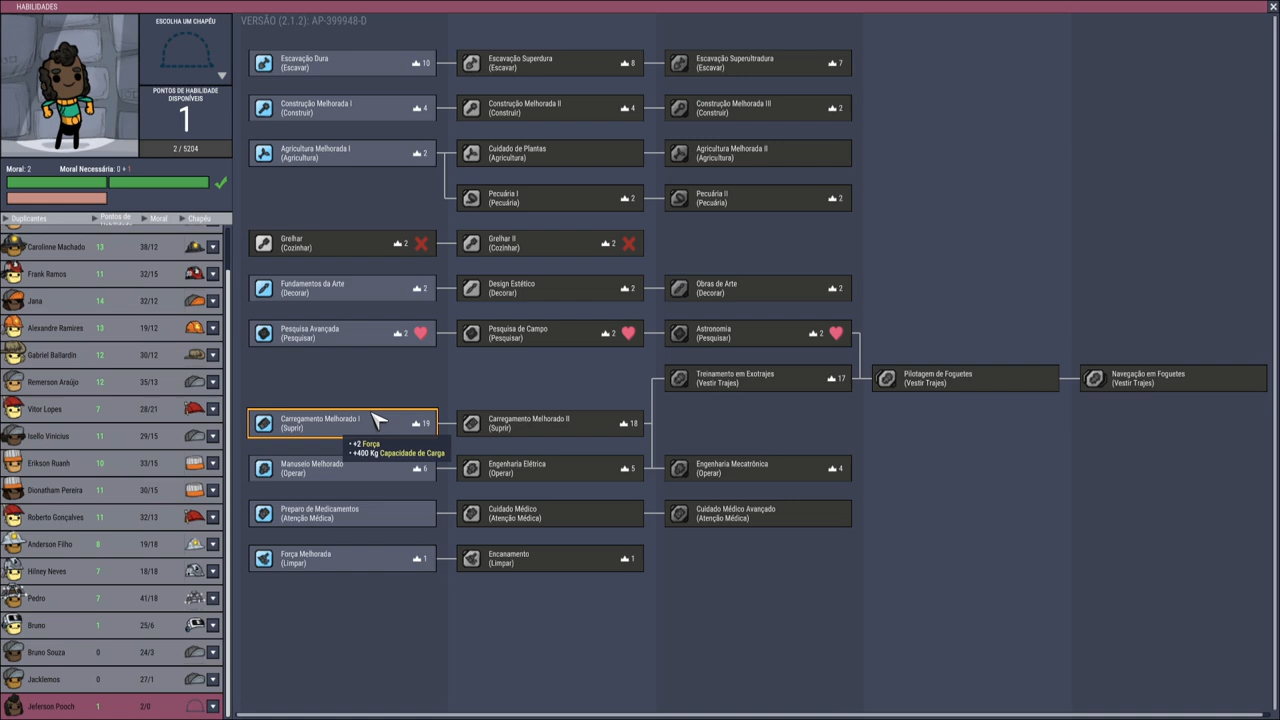 HABILIDADES
VERSÃO (2.1.2): AP-399948-D
ESCOLHA UM CHAPÉU
PONTOS DE HABILIDADE
DISPONÍVEIS
1
2 / 5204
Moral: 2
Moral Necessária: 0 + 1
Duplicantes
Pontos de
Habilidade
Moral
Chapéu
Carolinne Machado 13 38/12
Frank Ramos 11 32/15
Jana 14 32/12
Alexandre Ramires 13 19/12
Gabriel Ballardin 12 30/12
Remerson Araújo 12 35/13
Vitor Lopes 7 28/21
Isello Vinicius 11 29/15
Erikson Ruanh 10 33/15
Dionatham Pereira 11 30/15
Roberto Gonçalves 11 32/13
Anderson Filho 8 19/18
Hilney Neves 7 18/18
Pedro 7 41/18
Bruno 1 25/6
Bruno Souza 0 24/3
Jacklemos 0 27/1
Jeferson Pooch 1 2/0
Escavação Dura
(Escavar)
10
Escavação Superdura
(Escavar)
8
Escavação Superultradura
(Escavar)
7
Construção Melhorada I
(Construir)
4
Construção Melhorada II
(Construir)
4
Construção Melhorada III
(Construir)
2
Agricultura Melhorada I
(Agricultura)
2
Cuidado de Plantas
(Agricultura)
Agricultura Melhorada II
(Agricultura)
Pecuária I
(Pecuária)
2
Pecuária II
(Pecuária)
2
Grelhar
(Cozinhar)
2
Grelhar II
(Cozinhar)
2
Fundamentos da Arte
(Decorar)
2
Design Estético
(Decorar)
2
Obras de Arte
(Decorar)
2
Pesquisa Avançada
(Pesquisar)
2
Pesquisa de Campo
(Pesquisar)
2
Astronomia
(Pesquisar)
2
Treinamento em Exotrajes
(Vestir Trajes)
17
Pilotagem de Foguetes
(Vestir Trajes)
Navegação em Foguetes
(Vestir Trajes)
Carregamento Melhorado I
(Suprir)
19
Carregamento Melhorado II
(Suprir)
18
• +2 Força
• +400 Kg Capacidade de Carga
Manuseio Melhorado
(Operar)
6
Engenharia Elétrica
(Operar)
5
Engenharia Mecatrônica
(Operar)
4
Preparo de Medicamentos
(Atenção Médica)
Cuidado Médico
(Atenção Médica)
Cuidado Médico Avançado
(Atenção Médica)
Força Melhorada
(Limpar)
1
Encanamento
(Limpar)
1